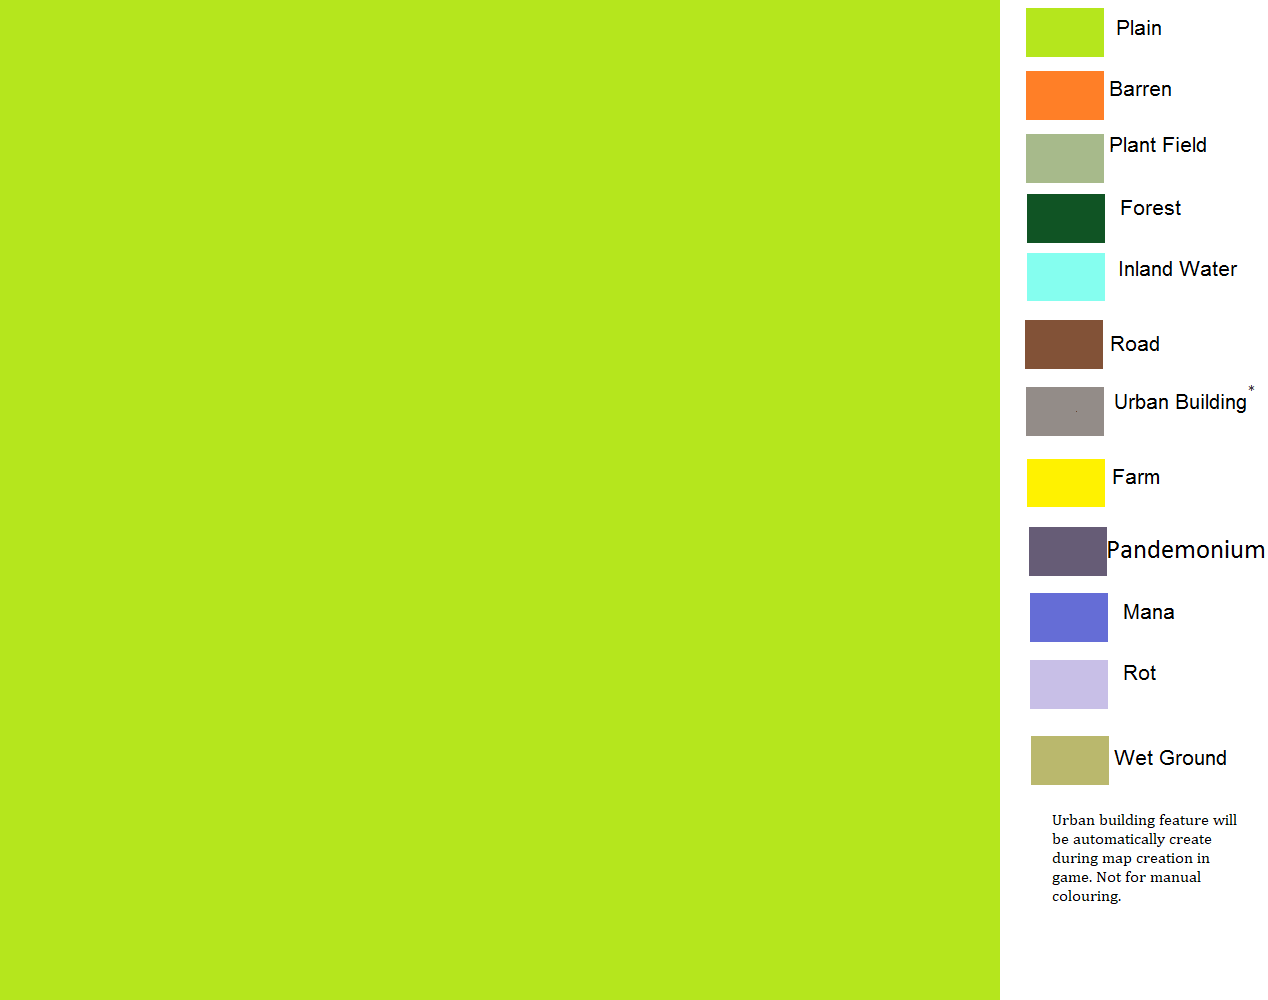 Plain
Barren
Plant Field
Forest
Inland Water
Road
Urban Building*
Farm
Pandemonium
Mana
Rot
Wet Ground
Urban building feature will
be automatically create
during map creation in
game. Not for manual
colouring.